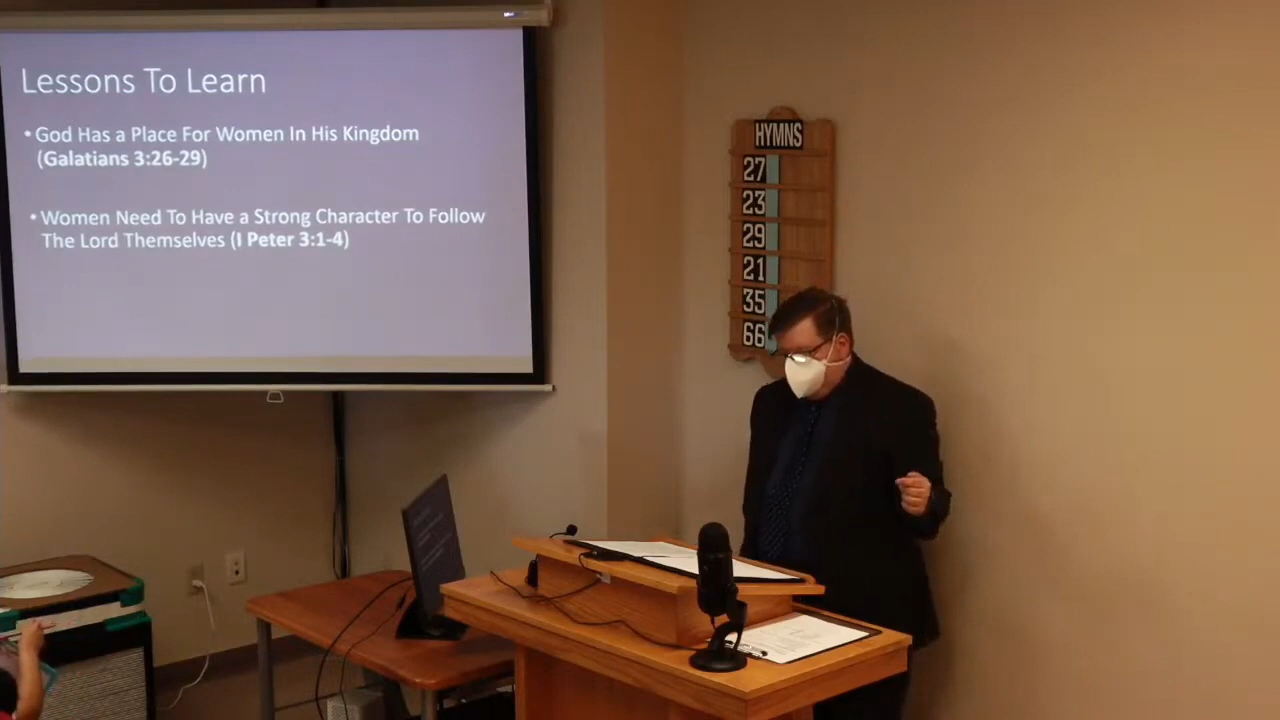 Lessons To Learn
• God Has a Place For Women In His Kingdom
(Galatians 3:26-29)
• Women Need To Have a Strong Character To Follow
The Lord Themselves (I Peter 3:1-4)
HYMNS
27
23
29
21
35
66